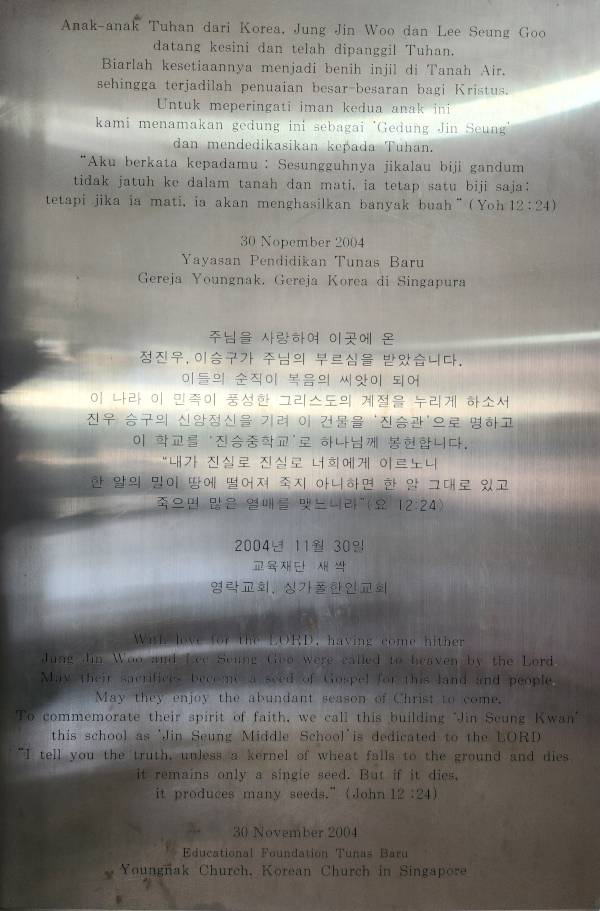 Anak-anak Tuhan dari Korea, Jung Jin Woo dan Lee Seung Goo
datang kesini dan telah dipanggil Tuhan.
Biarlah kesetiaannya menjadi benih injil di Tanah Air,
sehingga terjadilah penuaian besar-besaran bagi Kristus.
Untuk meperingati iman kedua anak ini
kami menamakan gedung ini sebagai 'Gedung Jin Seung'
dan mendedikasikan kepada Tuhan.
"Aku berkata kepadamu : Sesungguhnya jikalau biji gandum
tidak jatuh ke dalam tanah dan mati, ia tetap satu biji saja;
tetapi jika ia mati, ia akan menghasilkan banyak buah" (Yoh 12:24)
30 Nopember 2004
Yayasan Pendidikan Tunas Baru
Gereja Youngnak, Gereja Korea di Singapura
주님을 사랑하여 이곳에 온
정진우, 이승구가 주님의 부르심을 받았습니다.
이들의 순직이 복음의 씨앗이 되어
이 나라 이 민족이 풍성한 그리스도의 계절을 누리게 하소서
진우 승구의 신앙정신을 기려 이 건물을 '진승관'으로 명하고
이 학교를 '진승중학교'로 하나님께 봉헌합니다.
"내가 진실로 진실로 너희에게 이르노니
한 알의 밀이 땅에 떨어져 죽지 아니하면 한 알 그대로 있고
죽으면 많은 열매를 맺느니라"(요 12:24)
2004년 11월 30일
교육재단 새 싹
영락교회, 싱가폴한인교회
With love for the LORD, having come hither
Jung Jin Woo and Lee Seung Goo were called to heaven by the Lord.
May their sacrifices become a seed of Gospel for this land and people,
May they enjoy the abundant season of Christ to come.
To commemorate their spirit of faith, we call this building 'Jin Seung Kwan'
this school as 'Jin Seung Middle School' is dedicated to the LORD
"I tell you the truth, unless a kernel of wheat falls to the ground and dies
it remains only a single seed. But if it dies,
it produces many seeds." (John 12 :24)
30 November 2004
Educational Foundation Tunas Baru
Youngnak Church, Korean Church in Singapore